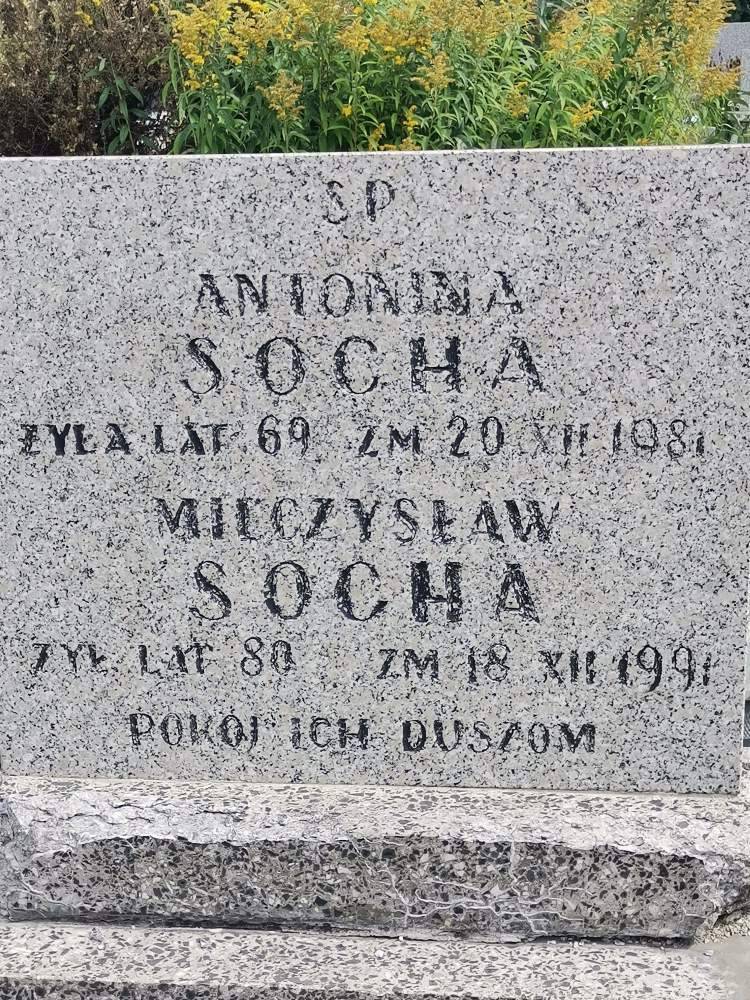 SP
ANTONINA
SOCHA
ŻYŁA LAT 69 ZM 20 XII 1981
MIECZYSŁAW
SOCHA
ŻYŁ LAT 80 ZM 18 XII 1991
POKÓJ ICH DUSZOM